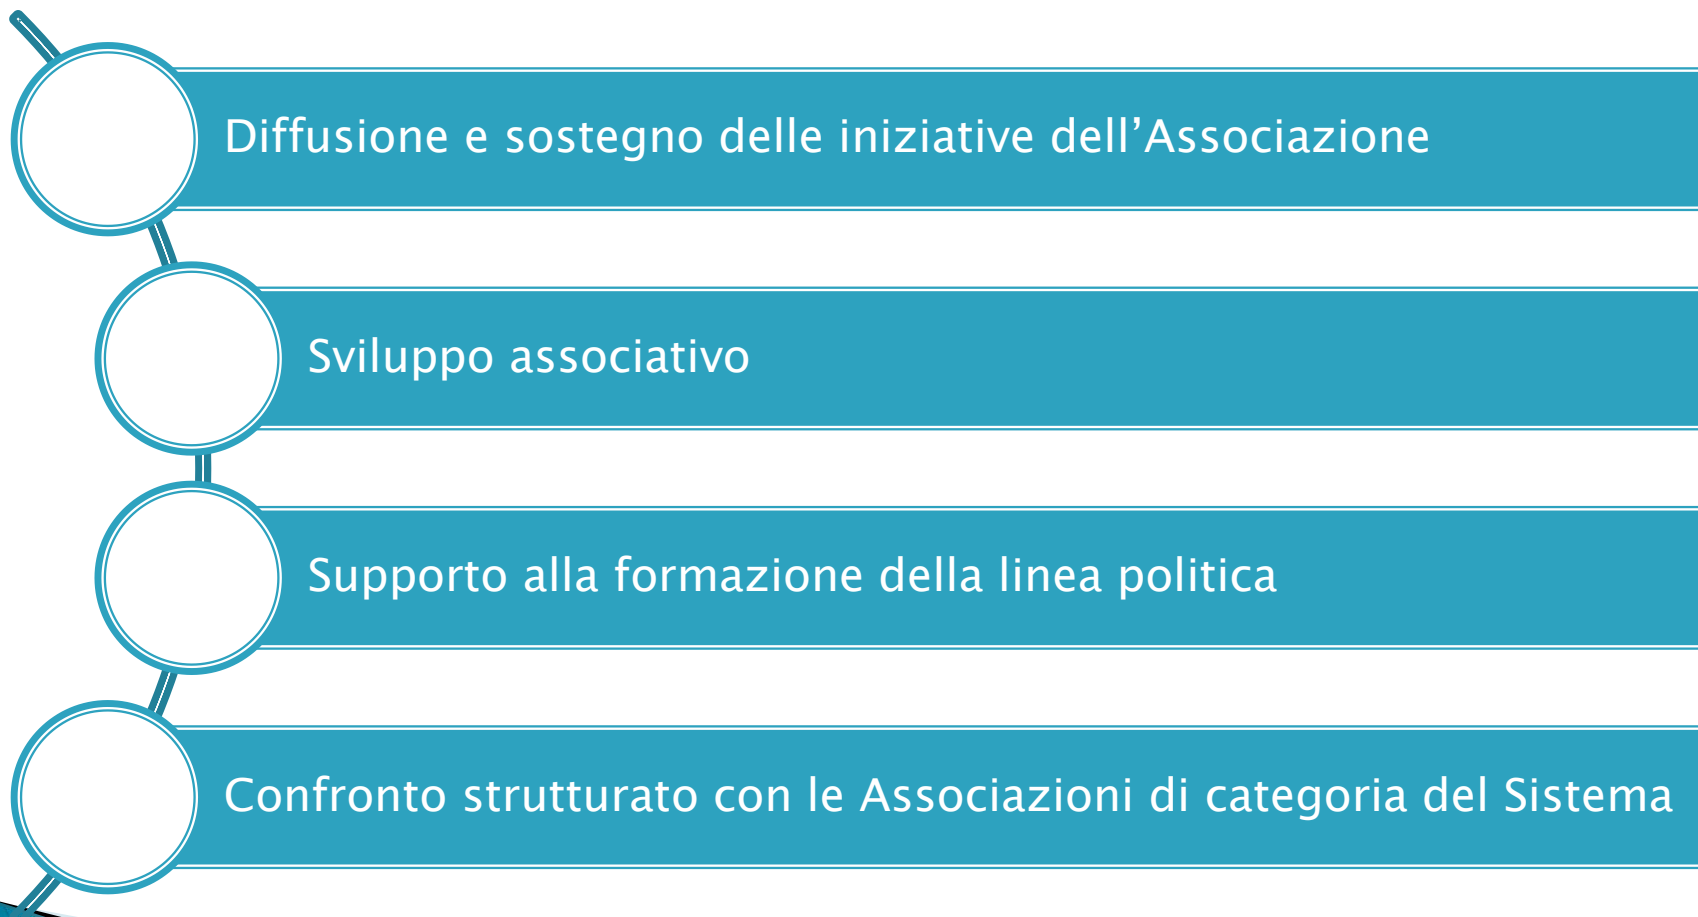 Diffusione e sostegno delle iniziative dell’Associazione
Sviluppo associativo
Supporto alla formazione della linea politica
Confronto strutturato con le Associazioni di categoria del Sistema